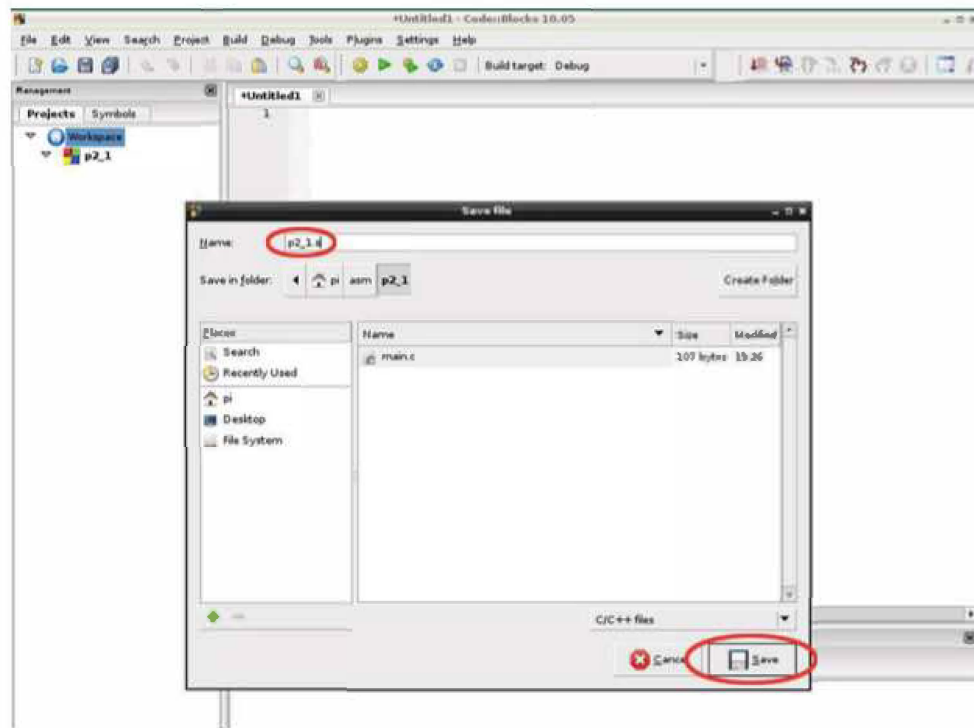 *Untitled1 - Code::Blocks 10.05
File Edit View Search Project Build Debug Tools Plugins Settings Help
Build target: Debug
Management
Projects Symbols
*Untitled1
1
Workspace
p2_1
Save file
Name: p2_1.s
Save in folder: pi asm p2_1 Create Folder
Places
Search
Recently Used
pi
Desktop
File System
Name Size Modified
main.c 107 bytes 19:26
C/C++ files
Cancel Save